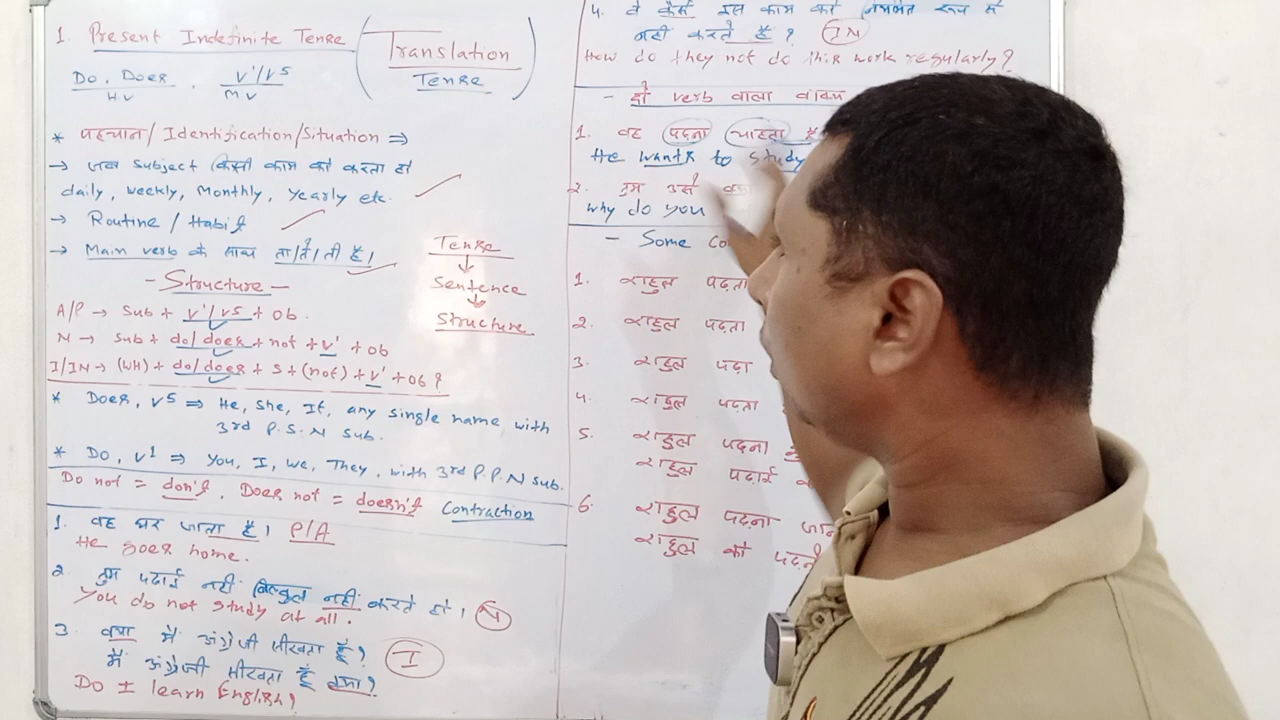 1. Present Indefinite Tense
Do, Does . V¹/V5
HV MV
(Translation
Tense)
* पहचान/Identification/Situation ⇒
→ जब subject किसी काम को करता हो
daily, weekly, Monthly, Yearly etc.
→ Routine / Habit
→ Main verb के साथ ता/ते/ती है।
Tense
↓
Sentence
↓
Structure
- Structure -
A/P → Sub + V¹/V5 + Ob.
N → Sub + do/does + not + V¹ + Ob
I/IN → (WH) + do/does + S + (not) + V¹ + Ob?
* Does, V5 ⇒ He, She, It, any single name with
3rd P.S.N sub.
* Do, V¹ ⇒ You, I, We, They, with 3rd P.P.N sub.
Do not = don't, Does not = doesn't Contraction
1. वह घर जाता है। P/A
He goes home.
2. तुम पढाई नहीं बिल्कुल नहीं करते हो। N
You do not study at all.
3. क्या मैं अंग्रेजी सीखता हूँ?
मैं अंग्रेजी सीखता हूँ क्या? I
Do I learn English?
4. वे कैसे इस काम को नियमित रूप से
नहीं करते हैं? IN
How do they not do this work regularly?
- दो verb वाला वाक्य
1. वह पढ़ना चाहता है
He wants to study
2. तुम उसे
Why do you
- Some
1. राहुल पढ़ता
2. राहुल पढ़ता
3. राहुल पढ़ा
4. राहुल पढ़ता
5. राहुल पढ़ना
राहुल पढ़ाई
6. राहुल पढ़ना
राहुल को